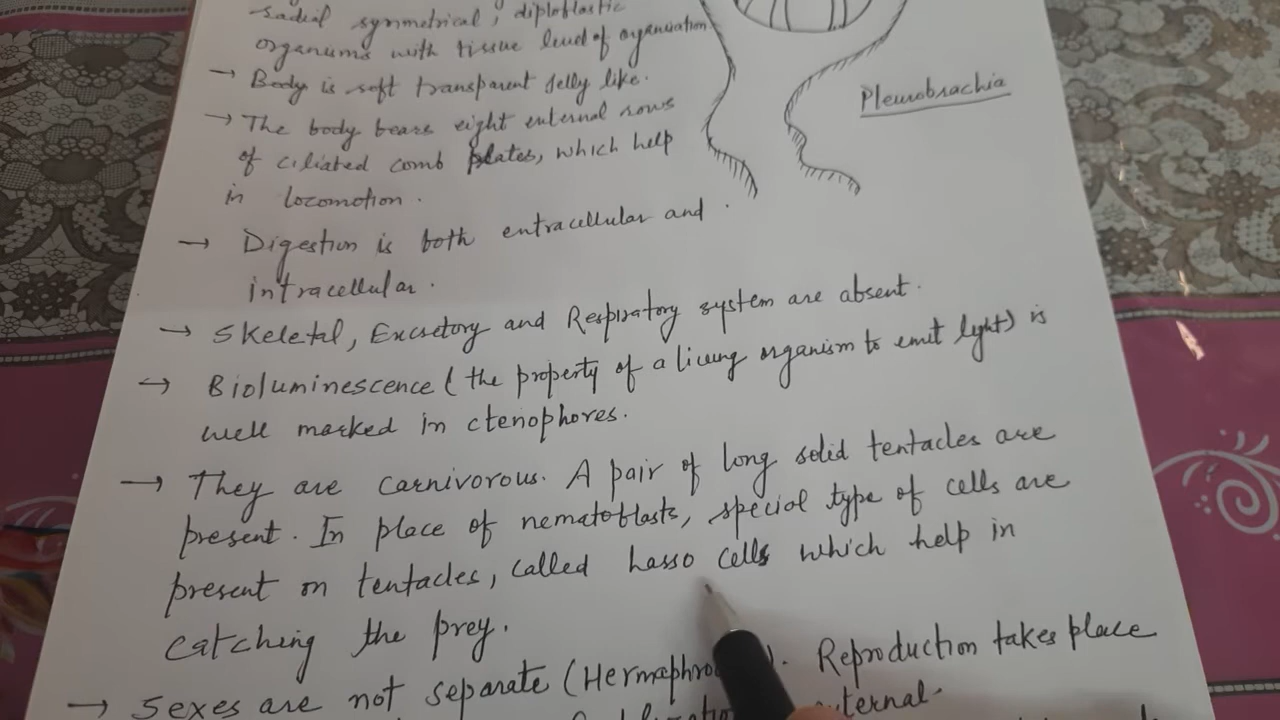 radial symmetrical, diploblastic
organisms with tissue level of organisation
→ Body is soft transparent Jelly like.
Pleurobrachia
→ The body bears eight external rows
of ciliated comb plates, which help
in locomotion.
→ Digestion is both extracellular and
intracellular.
→ Skeletal, Excretory and Respiratory system are absent.
→ Bioluminescence (the property of a living organism to emit light) is
well marked in ctenophores.
→ They are carnivorous. A pair of long solid tentacles are
present. In place of nematoblasts, special type of cells are
present on tentacles, called lasso cells which help in
catching the prey.
→ Sexes are not separate (Hermaphro). Reproduction takes place